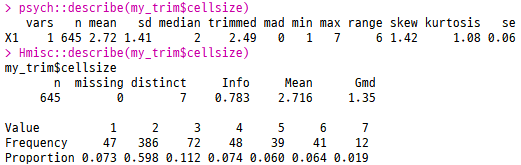 > psych::describe(my_trim$cellsize)
   vars   n mean   sd median trimmed mad min max range skew kurtosis   se
X1    1 645 2.72 1.41      2    2.49   0   1   7     6 1.42     1.08 0.06
> Hmisc::describe(my_trim$cellsize)
my_trim$cellsize
       n  missing distinct     Info     Mean      Gmd
     645        0        7    0.783    2.716     1.35
Value          1     2     3     4     5     6     7
Frequency     47   386    72    48    39    41    12
Proportion 0.073 0.598 0.112 0.074 0.060 0.064 0.019